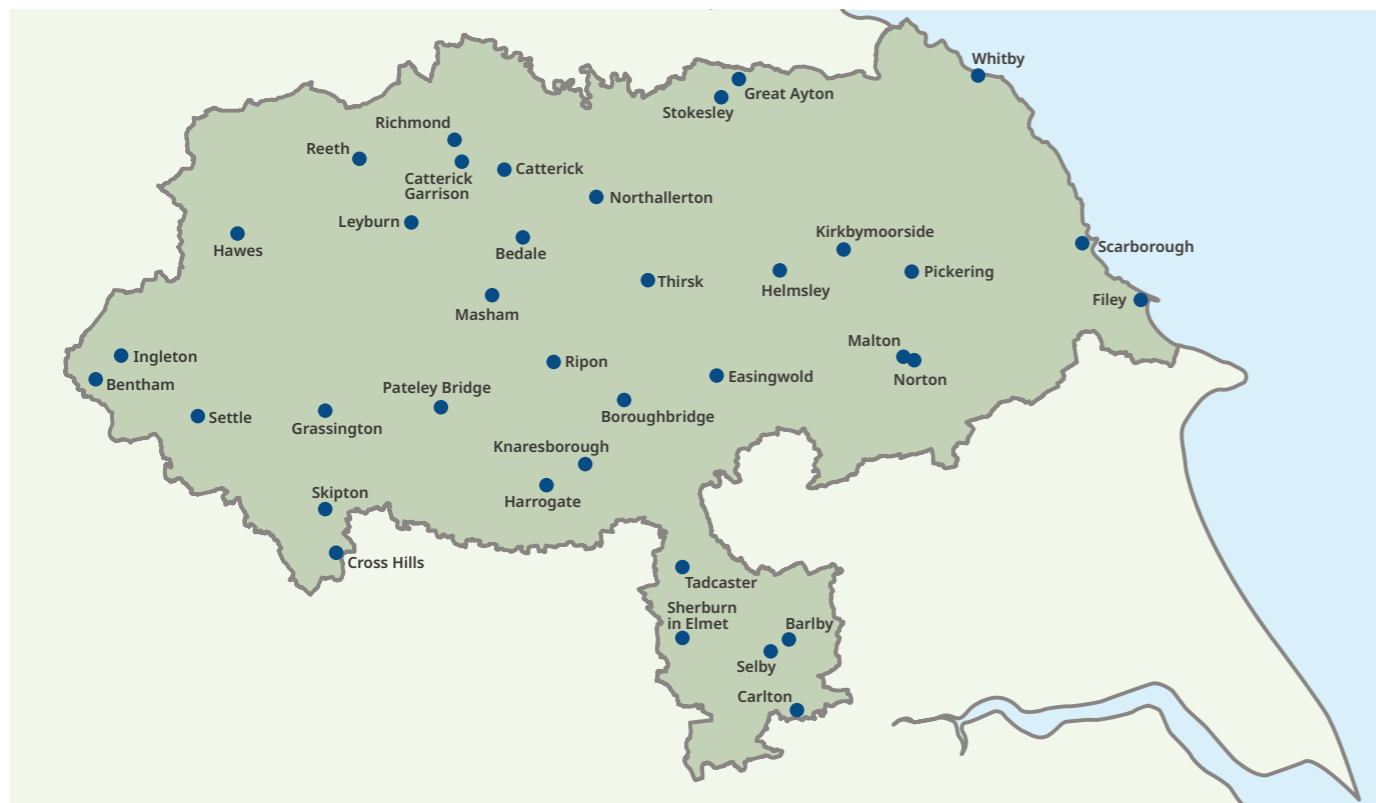 Whitby
Great Ayton
Stokesley
Richmond
Reeth
Catterick
Garrison
Catterick
Northallerton
Leyburn
Hawes
Bedale
Kirkbymoorside
Scarborough
Pickering
Thirsk
Helmsley
Filey
Masham
Malton
Ingleton
Ripon
Easingwold
Norton
Bentham
Pateley Bridge
Settle
Grassington
Boroughbridge
Knaresborough
Skipton
Harrogate
Cross Hills
Tadcaster
Sherburn
in Elmet
Barlby
Selby
Carlton